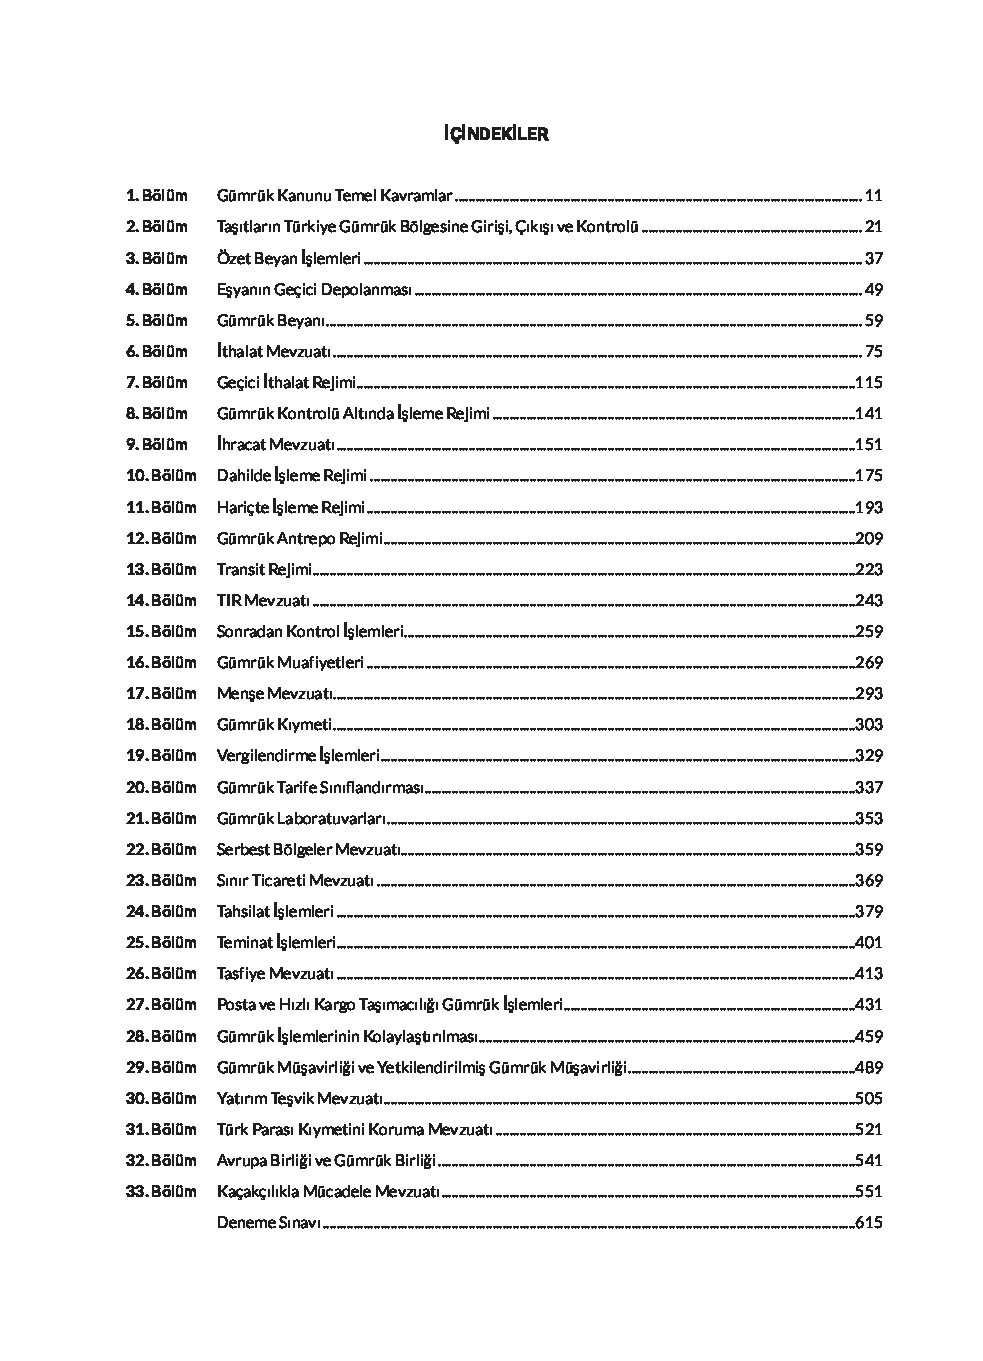 İÇİNDEKİLER
1. Bölüm Gümrük Kanunu Temel Kavramlar 11
2. Bölüm Taşıtların Türkiye Gümrük Bölgesine Girişi, Çıkışı ve Kontrolü 21
3. Bölüm Özet Beyan İşlemleri 37
4. Bölüm Eşyanın Geçici Depolanması 49
5. Bölüm Gümrük Beyanı 59
6. Bölüm İthalat Mevzuatı 75
7. Bölüm Geçici İthalat Rejimi 115
8. Bölüm Gümrük Kontrolü Altında İşleme Rejimi 141
9. Bölüm İhracat Mevzuatı 151
10. Bölüm Dahilde İşleme Rejimi 175
11. Bölüm Hariçte İşleme Rejimi 193
12. Bölüm Gümrük Antrepo Rejimi 209
13. Bölüm Transit Rejimi 223
14. Bölüm TIR Mevzuatı 243
15. Bölüm Sonradan Kontrol İşlemleri 259
16. Bölüm Gümrük Muafiyetleri 269
17. Bölüm Menşe Mevzuatı 293
18. Bölüm Gümrük Kıymeti 303
19. Bölüm Vergilendirme İşlemleri 329
20. Bölüm Gümrük Tarife Sınıflandırması 337
21. Bölüm Gümrük Laboratuvarları 353
22. Bölüm Serbest Bölgeler Mevzuatı 359
23. Bölüm Sınır Ticareti Mevzuatı 369
24. Bölüm Tahsilat İşlemleri 379
25. Bölüm Teminat İşlemleri 401
26. Bölüm Tasfiye Mevzuatı 413
27. Bölüm Posta ve Hızlı Kargo Taşımacılığı Gümrük İşlemleri 431
28. Bölüm Gümrük İşlemlerinin Kolaylaştırılması 459
29. Bölüm Gümrük Müşavirliği ve Yetkilendirilmiş Gümrük Müşavirliği 489
30. Bölüm Yatırım Teşvik Mevzuatı 505
31. Bölüm Türk Parası Kıymetini Koruma Mevzuatı 521
32. Bölüm Avrupa Birliği ve Gümrük Birliği 541
33. Bölüm Kaçakçılıkla Mücadele Mevzuatı 551
Deneme Sınavı 615